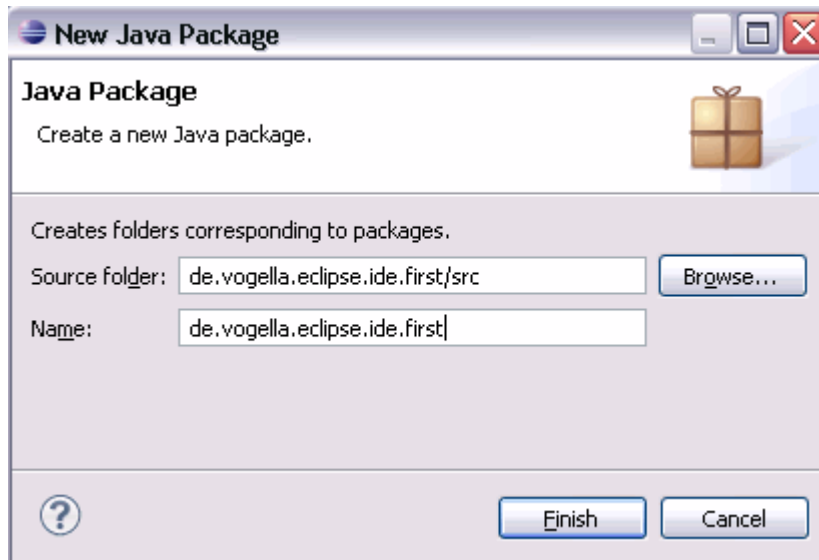 New Java Package
Java Package
Create a new Java package.
Creates folders corresponding to packages.
Source folder: de.vogella.eclipse.ide.first/src Browse...
Name: de.vogella.eclipse.ide.first
? Finish Cancel